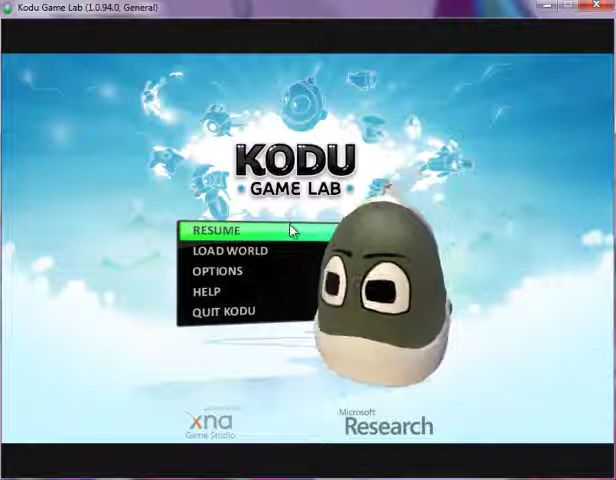 Kodu Game Lab (1.0.94.0, General)
KODU
GAME LAB
RESUME
LOAD WORLD
OPTIONS
HELP
QUIT KODU
xna
Game Studio
Microsoft
Research